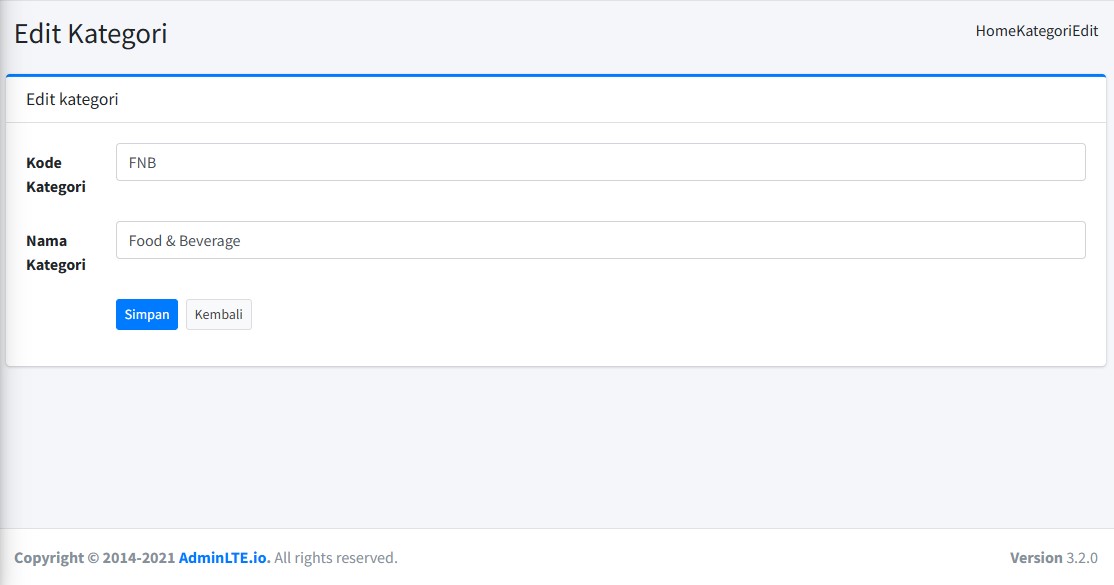 Edit Kategori
HomeKategoriEdit
Edit kategori
Kode
Kategori
FNB
Nama
Kategori
Food & Beverage
Simpan
Kembali
Copyright © 2014-2021 AdminLTE.io. All rights reserved.
Version 3.2.0